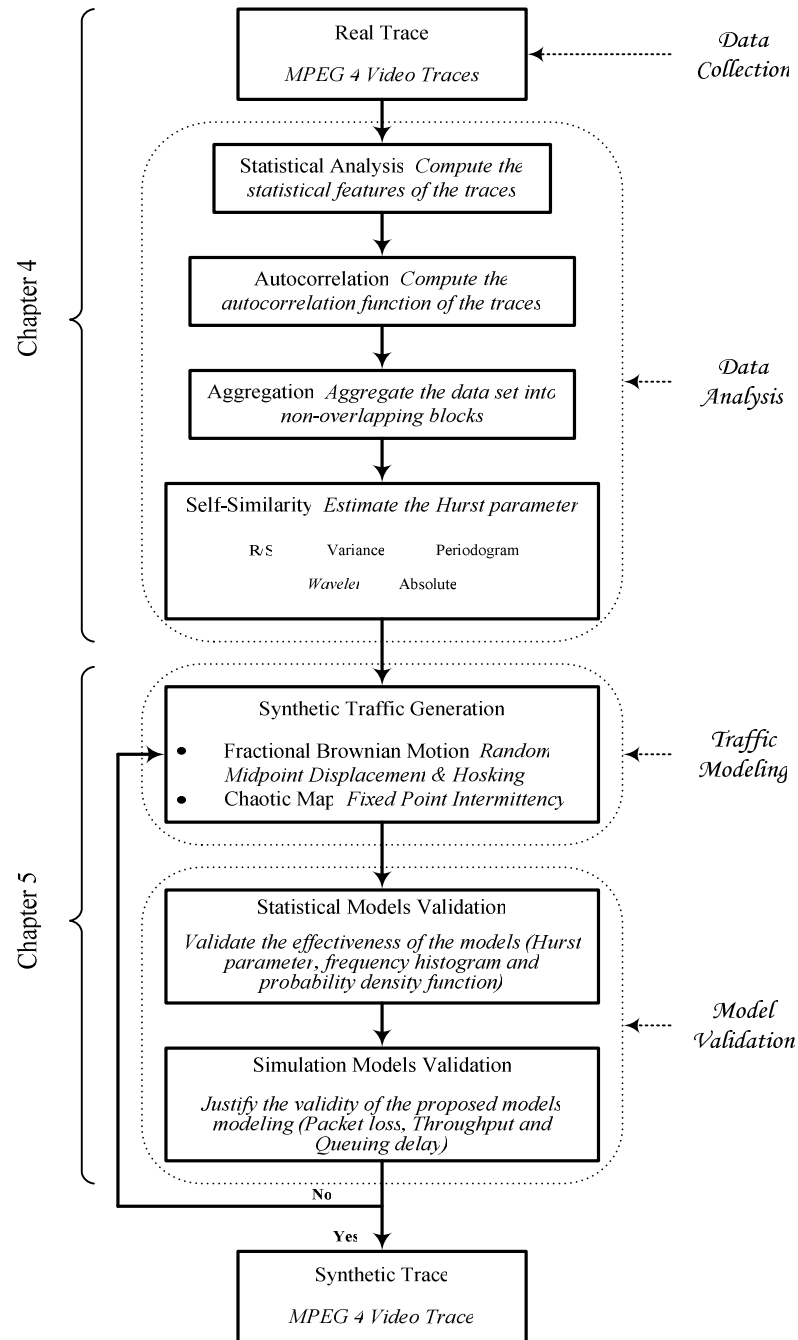 Real Trace
MPEG 4 Video Traces
Data
Collection
Chapter 4
Statistical Analysis Compute the
statistical features of the traces
Autocorrelation Compute the
autocorrelation function of the traces
Aggregation Aggregate the data set into
non-overlapping blocks
Data
Analysis
Self-Similarity Estimate the Hurst parameter
R/S Variance Periodogram
Wavelet Absolute
Chapter 5
Synthetic Traffic Generation
• Fractional Brownian Motion Random
Midpoint Displacement & Hosking
• Chaotic Map Fixed Point Intermittency
Traffic
Modeling
Statistical Models Validation
Validate the effectiveness of the models (Hurst
parameter, frequency histogram and
probability density function)
Model
Validation
Simulation Models Validation
Justify the validity of the proposed models
modeling (Packet loss, Throughput and
Queuing delay)
No
Yes
Synthetic Trace
MPEG 4 Video Trace